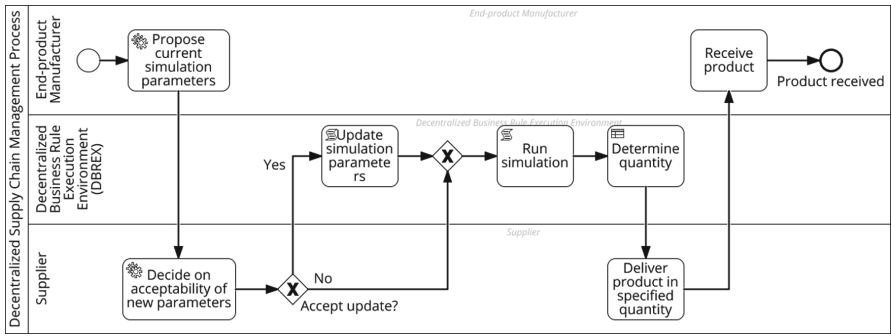 Decentralized Supply Chain Management Process
End-product
Manufacturer
End-product Manufacturer
Propose
current
simulation
parameters
Receive
product
Product received
Decentralized
Business Rule
Execution
Environment
(DBREX)
Decentralized Business Rule Execution Environment
Update
simulation
paramete
rs
Yes
X
Run
simulation
Determine
quantity
Supplier
Supplier
Decide on
acceptability of
new parameters
X
No
Accept update?
Deliver
product in
specified
quantity